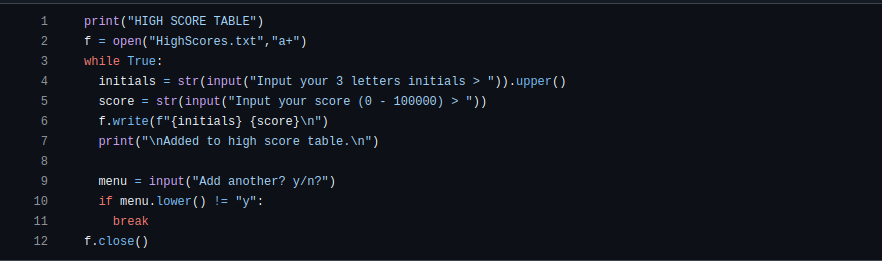 1 print("HIGH SCORE TABLE")
2 f = open("HighScores.txt","a+")
3 while True:
4   initials = str(input("Input your 3 letters initials > ")).upper()
5   score = str(input("Input your score (0 - 100000) > "))
6   f.write(f"{initials} {score}\n")
7   print("\nAdded to high score table.\n")
8
9   menu = input("Add another? y/n?")
10   if menu.lower() != "y":
11     break
12 f.close()